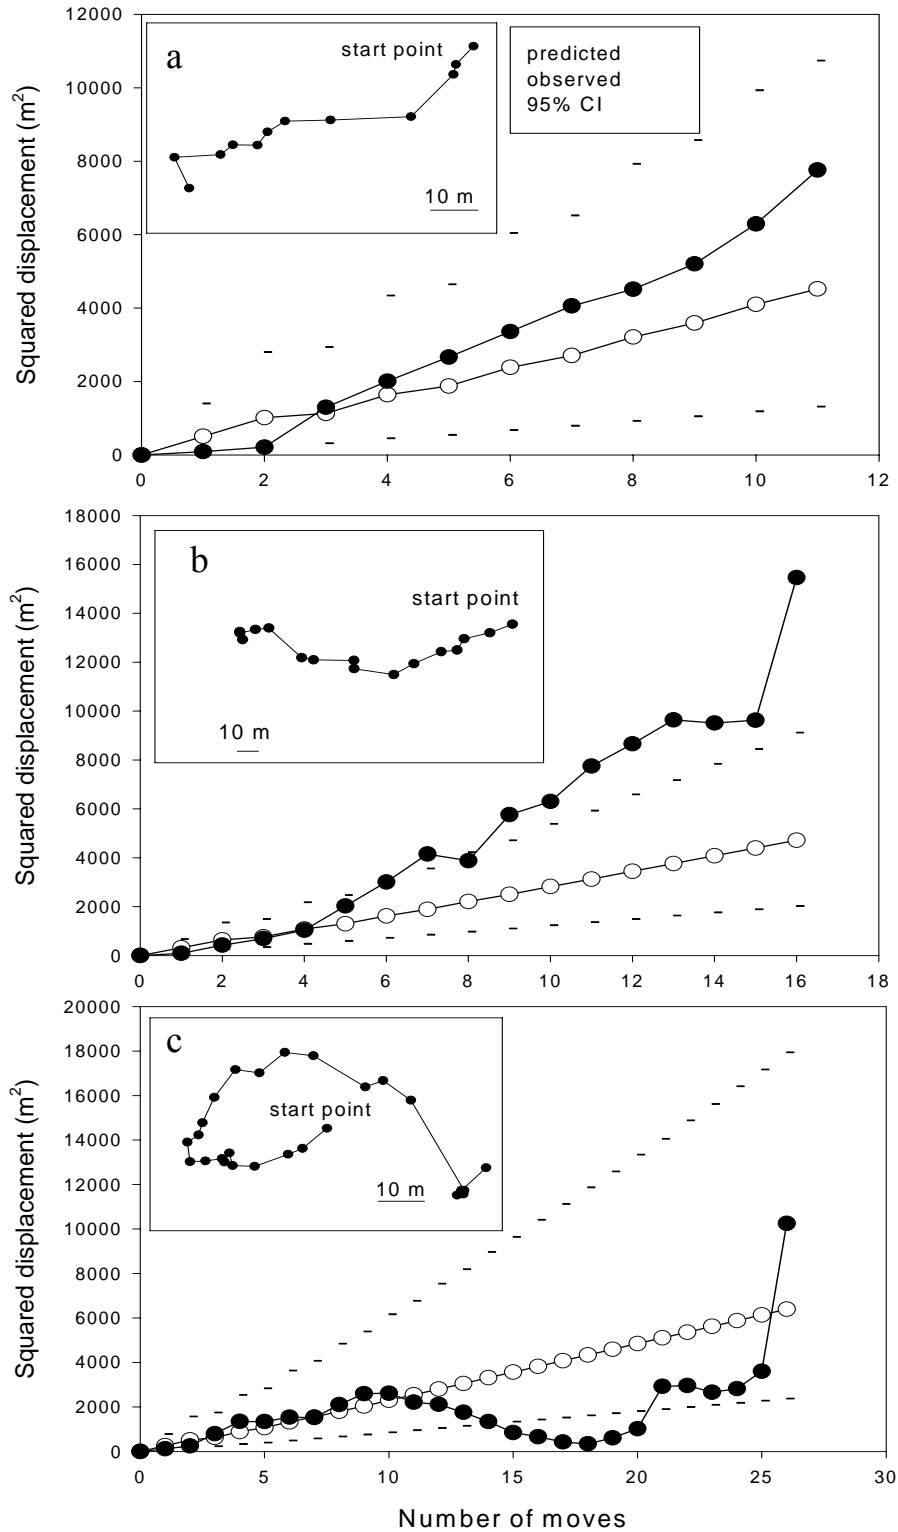 12000
10000
8000
6000
4000
2000
0
Squared displacement (m²)
a
start point
10 m
predicted
observed
95% CI
0 2 4 6 8 10 12
18000
16000
14000
12000
10000
8000
6000
4000
2000
0
Squared displacement (m²)
b
start point
10 m
0 2 4 6 8 10 12 14 16 18
20000
18000
16000
14000
12000
10000
8000
6000
4000
2000
0
Squared displacement (m²)
c
start point
10 m
0 5 10 15 20 25 30
Number of moves